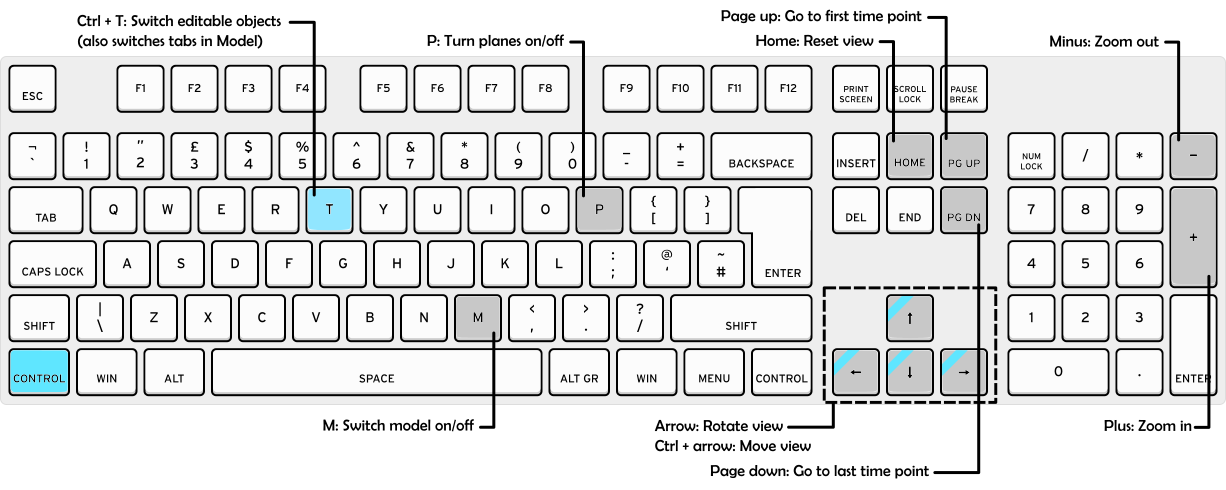 Ctrl + T: Switch editable objects
(also switches tabs in Model)
P: Turn planes on/off
Page up: Go to first time point
Home: Reset view
Minus: Zoom out
ESC F1 F2 F3 F4 F5 F6 F7 F8 F9 F10 F11 F12 PRINT SCREEN SCROLL LOCK PAUSE BREAK
¬ ! " £ $ % ^ & * ( ) _ +
` 1 2 3 4 5 6 7 8 9 0 - = BACKSPACE INSERT HOME PG UP NUM LOCK / * -
TAB Q W E R T Y U I O P { [ } ] DEL END PG DN 7 8 9 +
CAPS LOCK A S D F G H J K L : ; @ ' ~ # ENTER 4 5 6
SHIFT | \ Z X C V B N M < , > . ? / SHIFT ↑ 1 2 3
CONTROL WIN ALT SPACE ALT GR WIN MENU CONTROL ← ↓ → 0 . ENTER
M: Switch model on/off
Arrow: Rotate view
Ctrl + arrow: Move view
Plus: Zoom in
Page down: Go to last time point